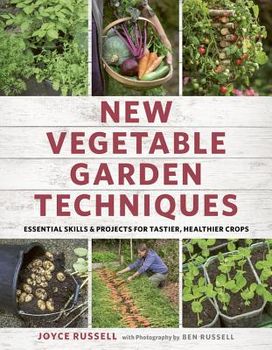 NEW
VEGETABLE
GARDEN
TECHNIQUES
ESSENTIAL SKILLS & PROJECTS FOR TASTIER, HEALTHIER CROPS
JOYCE RUSSELL with Photography by BEN RUSSELL